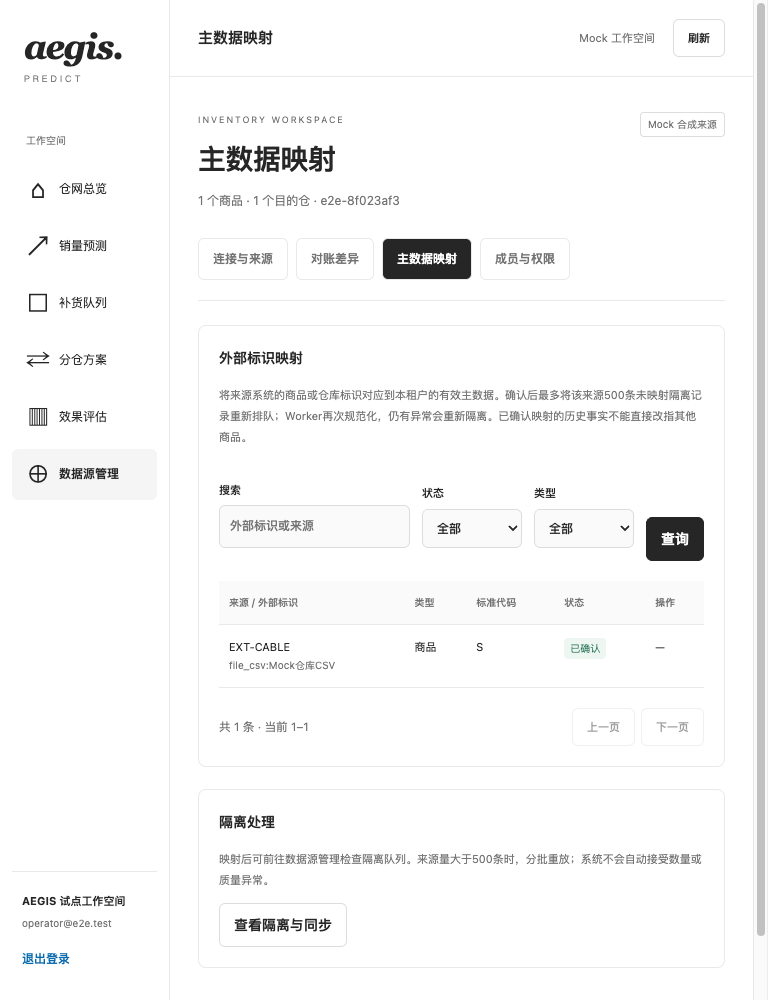 aegis.
PREDICT
工作空间
仓网总览
销量预测
补货队列
分仓方案
效果评估
数据源管理
AEGIS 试点工作空间
operator@e2e.test
退出登录
主数据映射
Mock 工作空间
刷新
INVENTORY WORKSPACE
Mock 合成来源
主数据映射
1 个商品 · 1 个目的仓 · e2e-8f023af3
连接与来源
对账差异
主数据映射
成员与权限
外部标识映射
将来源系统的商品或仓库标识对应到本租户的有效主数据。确认后最多将该来源500条未映射隔离记
录重新排队；Worker再次规范化，仍有异常会重新隔离。已确认映射的历史事实不能直接改指其他
商品。
搜索
状态
类型
外部标识或来源
全部
全部
查询
来源 / 外部标识 类型 标准代码 状态 操作
EXT-CABLE 商品 S 已确认 —
file_csv:Mock仓库CSV
共 1 条 · 当前 1–1
上一页
下一页
隔离处理
映射后可前往数据源管理检查隔离队列。来源量大于500条时，分批重放；系统不会自动接受数量或
质量异常。
查看隔离与同步